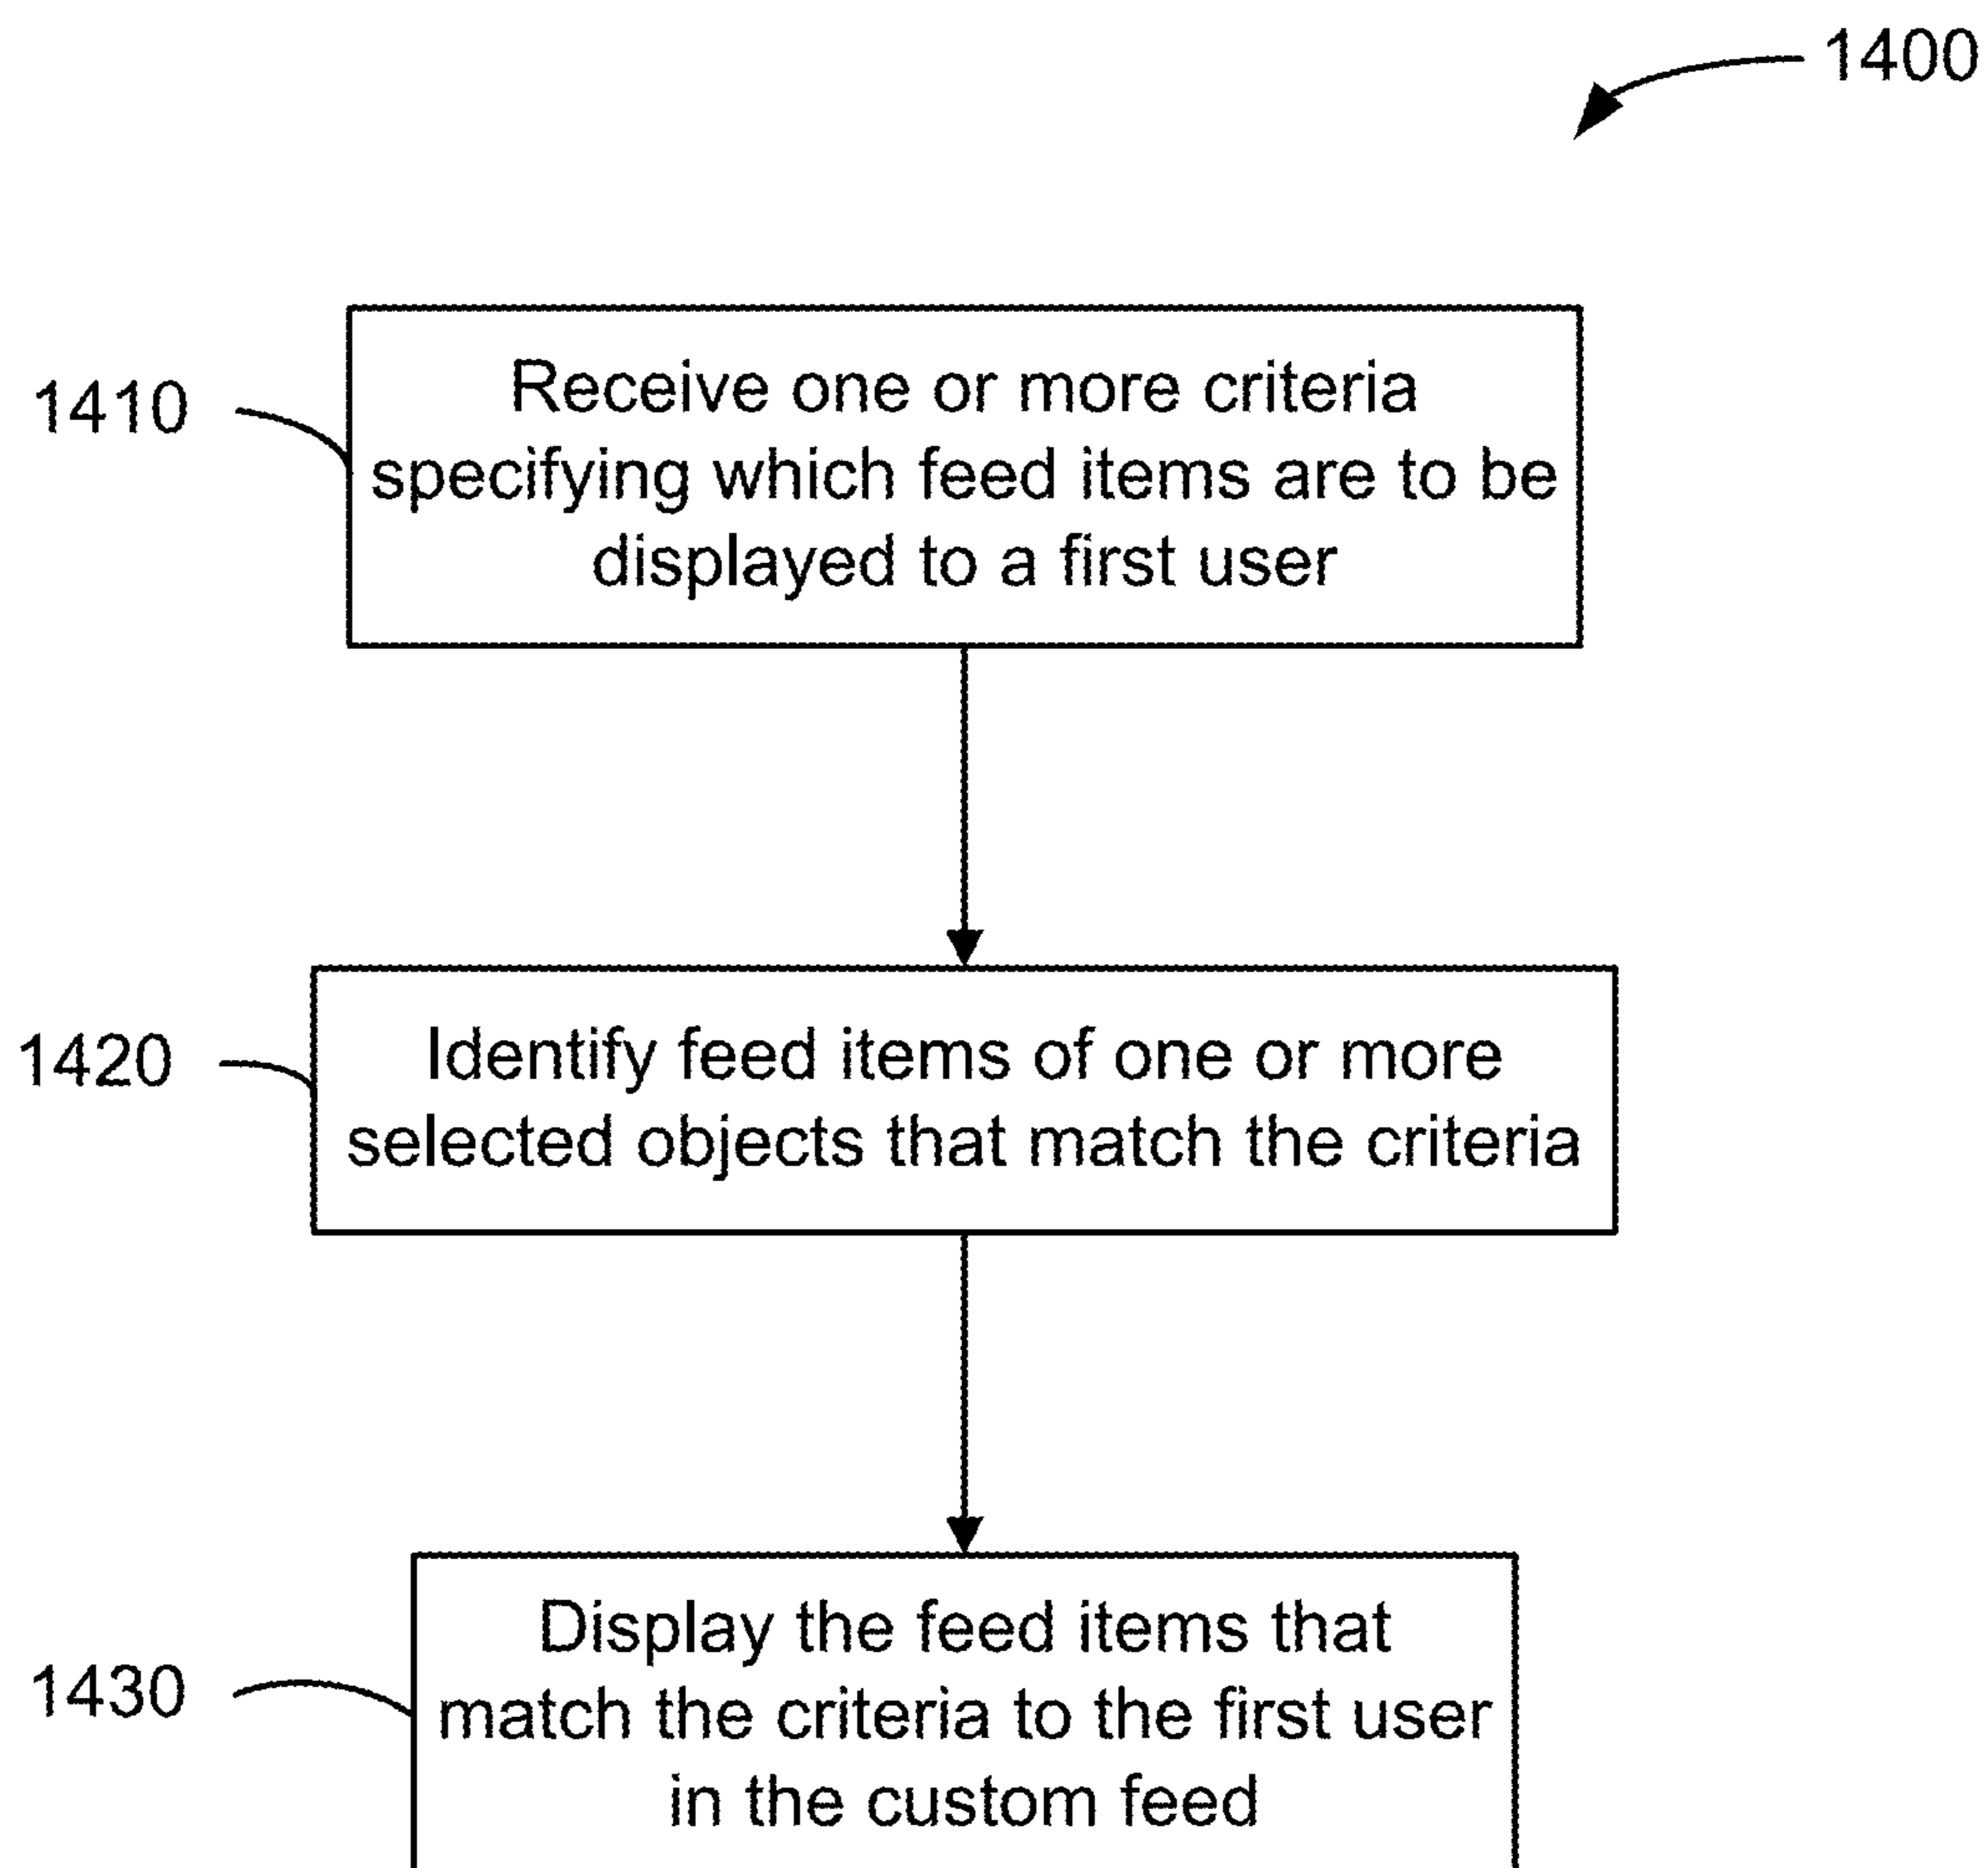 1400
1410
Receive one or more criteria
specifying which feed items are to be
displayed to a first user
1420
Identify feed items of one or more
selected objects that match the criteria
1430
Display the feed items that
match the criteria to the first user
in the custom feed